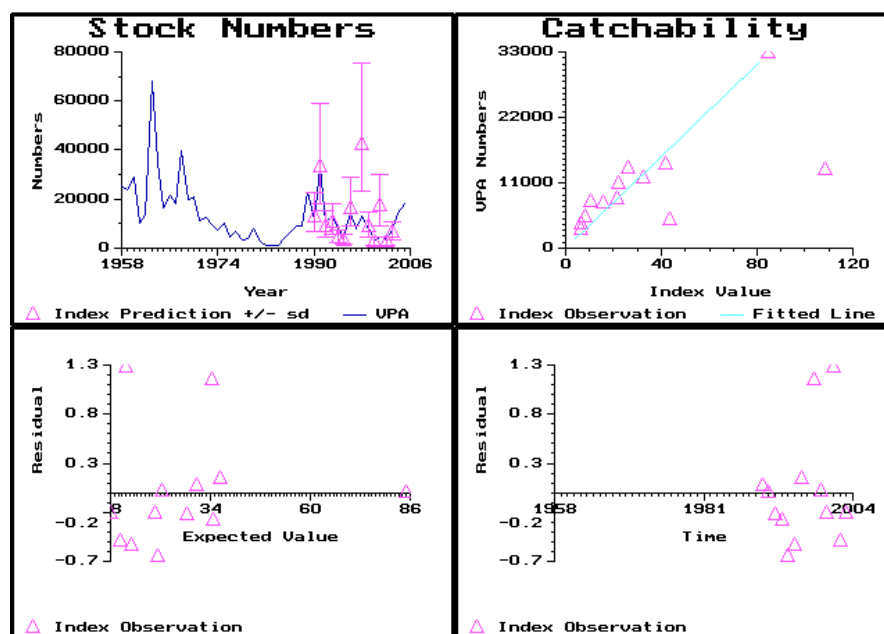 Stock Numbers
80000
60000
40000
20000
0
Numbers
1958 1974 1990 2006
Year
Index Prediction +/- sd VPA
Catchability
33000
22000
11000
0
VPA Numbers
0 40 80 120
Index Value
Index Observation Fitted Line
1.3
0.8
0.3
-0.2
-0.7
Residual
8 34 60 86
Expected Value
Index Observation
1.3
0.8
0.3
-0.2
-0.7
Residual
1958 1981 2004
Time
Index Observation